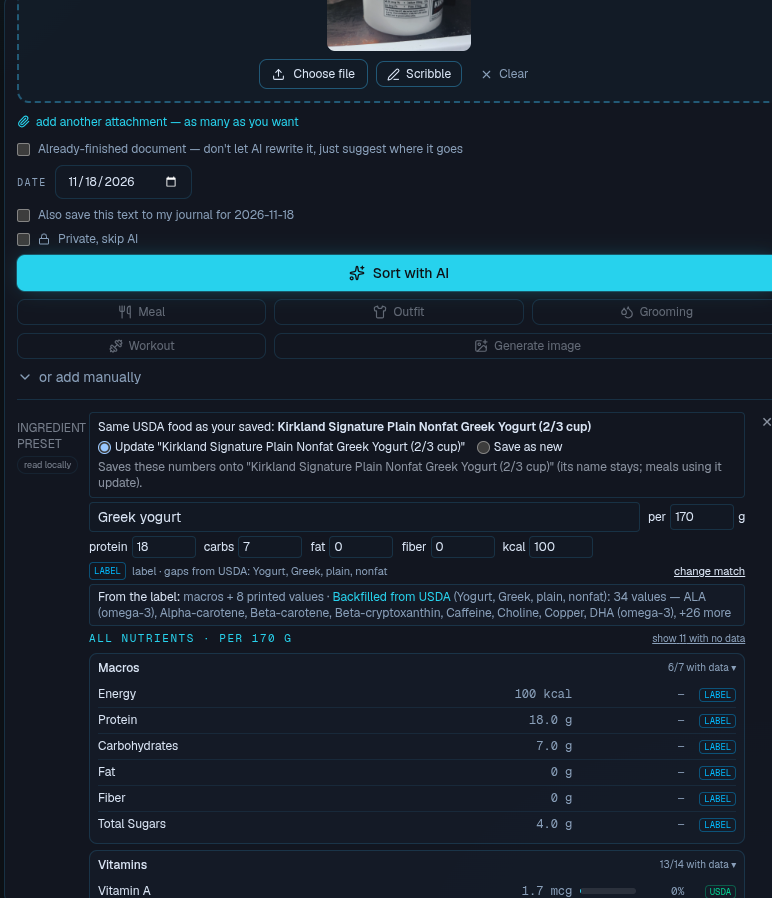 Choose file
Scribble
Clear
add another attachment — as many as you want
Already-finished document — don't let AI rewrite it, just suggest where it goes
DATE 11/18/2026
Also save this text to my journal for 2026-11-18
Private, skip AI
Sort with AI
Meal
Outfit
Grooming
Workout
Generate image
or add manually
INGREDIENT
PRESET
read locally
Same USDA food as your saved: Kirkland Signature Plain Nonfat Greek Yogurt (2/3 cup)
Update "Kirkland Signature Plain Nonfat Greek Yogurt (2/3 cup)" Save as new
Saves these numbers onto "Kirkland Signature Plain Nonfat Greek Yogurt (2/3 cup)" (its name stays; meals using it
update).
Greek yogurt per 170 g
protein 18 carbs 7 fat 0 fiber 0 kcal 100
LABEL label · gaps from USDA: Yogurt, Greek, plain, nonfat change match
From the label: macros + 8 printed values · Backfilled from USDA (Yogurt, Greek, plain, nonfat): 34 values — ALA
(omega-3), Alpha-carotene, Beta-carotene, Beta-cryptoxanthin, Caffeine, Choline, Copper, DHA (omega-3), +26 more
ALL NUTRIENTS · PER 170 G show 11 with no data
Macros 6/7 with data ▾
Energy 100 kcal – LABEL
Protein 18.0 g – LABEL
Carbohydrates 7.0 g – LABEL
Fat 0 g – LABEL
Fiber 0 g – LABEL
Total Sugars 4.0 g – LABEL
Vitamins 13/14 with data ▾
Vitamin A 1.7 mcg 0% USDA